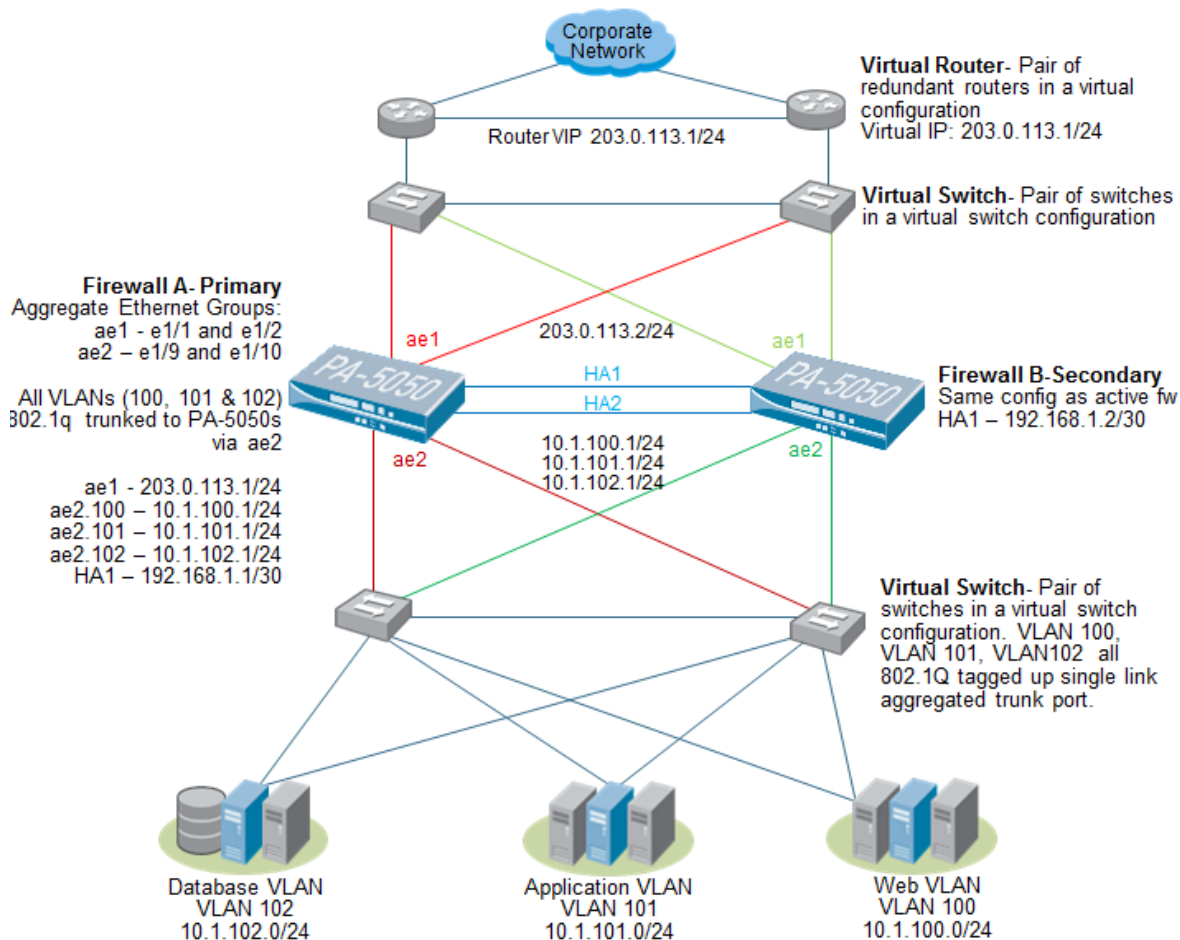 Corporate
Network
Virtual Router- Pair of
redundant routers in a virtual
configuration
Virtual IP: 203.0.113.1/24
Router VIP 203.0.113.1/24
Virtual Switch- Pair of switches
in a virtual switch configuration
Firewall A- Primary
Aggregate Ethernet Groups:
ae1 - e1/1 and e1/2
ae2 – e1/9 and e1/10
All VLANs (100, 101 & 102)
802.1q trunked to PA-5050s
via ae2
ae1 - 203.0.113.1/24
ae2.100 – 10.1.100.1/24
ae2.101 – 10.1.101.1/24
ae2.102 – 10.1.102.1/24
HA1 – 192.168.1.1/30
203.0.113.2/24
ae1
ae1
PA-5050
HA1
HA2
PA-5050
ae2
10.1.100.1/24
10.1.101.1/24
10.1.102.1/24
ae2
Firewall B-Secondary
Same config as active fw
HA1 – 192.168.1.2/30
Virtual Switch- Pair of
switches in a virtual switch
configuration. VLAN 100,
VLAN 101, VLAN102 all
802.1Q tagged up single link
aggregated trunk port.
Database VLAN
VLAN 102
10.1.102.0/24
Application VLAN
VLAN 101
10.1.101.0/24
Web VLAN
VLAN 100
10.1.100.0/24